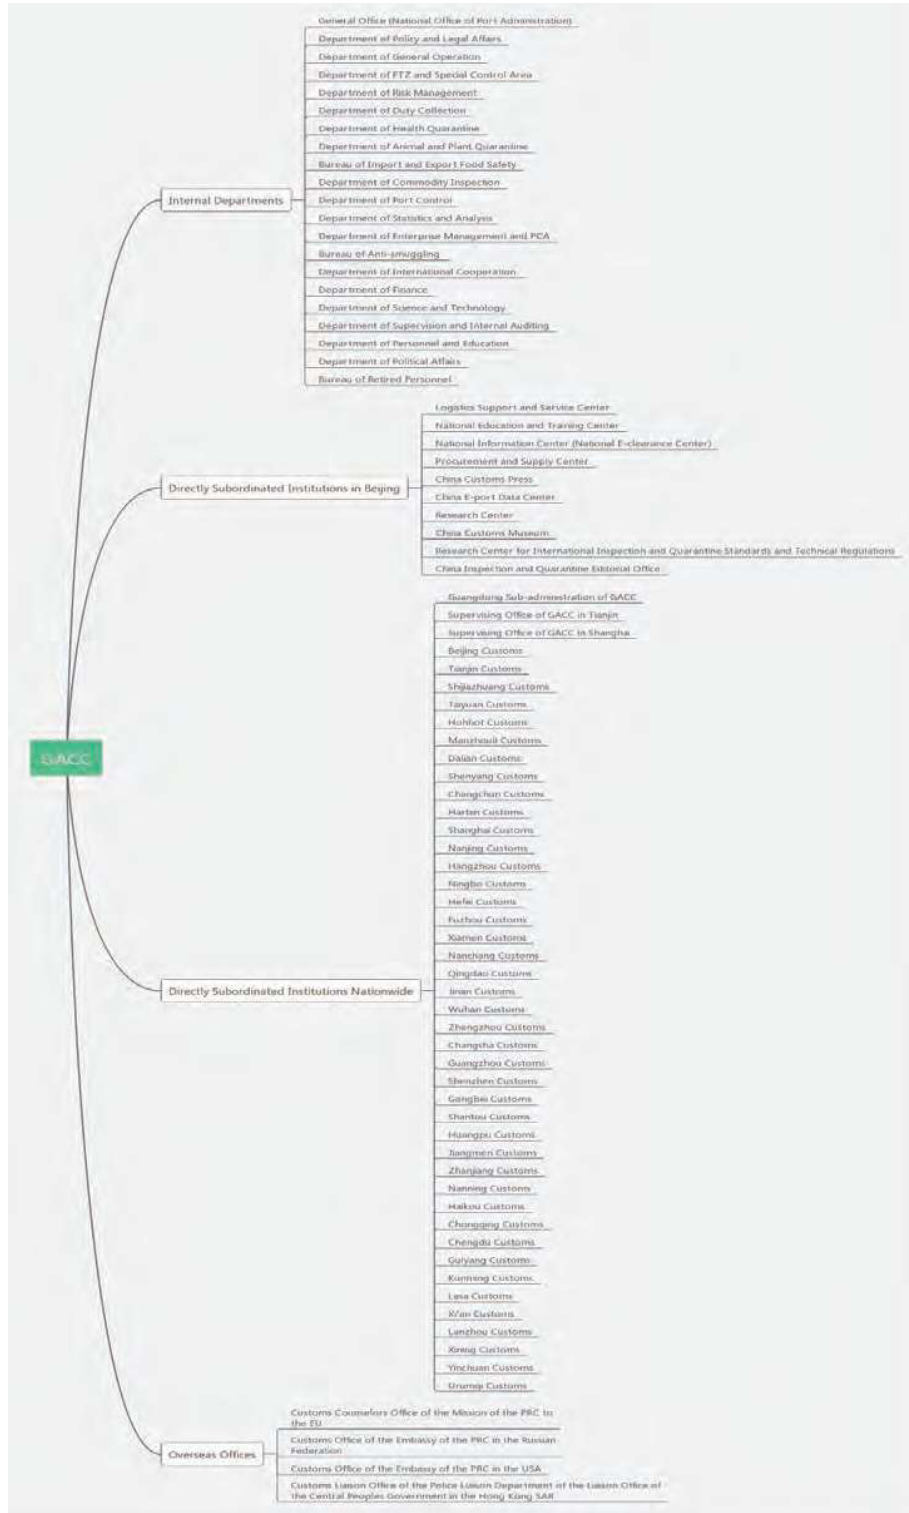 General Office (National Office of Port Administration)
Department of Policy and Legal Affairs
Department of General Operation
Department of FTZ and Special Control Area
Department of Risk Management
Department of Duty Collection
Department of Health Quarantine
Department of Animal and Plant Quarantine
Bureau of Import and Export Food Safety
Department of Commodity Inspection
Internal Departments
Department of Port Control
Department of Statistics and Analysis
Department of Enterprise Management and PCA
Bureau of Anti-smuggling
Department of International Cooperation
Department of Finance
Department of Science and Technology
Department of Supervision and Internal Auditing
Department of Personnel and Education
Department of Political Affairs
Bureau of Retired Personnel
Logistics Support and Service Center
National Education and Training Center
National Information Center (National E-clearance Center)
Procurement and Supply Center
Directly Subordinated Institutions in Beijing
China Customs Press
China E-port Data Center
Research Center
China Customs Museum
Research Center for International Inspection and Quarantine Standards and Technical Regulations
China Inspection and Quarantine Editorial Office
Guangdong Sub-administration of GACC
Supervising Office of GACC in Tianjin
Supervising Office of GACC in Shanghai
Beijing Customs
Tianjin Customs
Shijiazhuang Customs
Taiyuan Customs
Hohhot Customs
Manzhouli Customs
GACC
Dalian Customs
Shenyang Customs
Changchun Customs
Harbin Customs
Shanghai Customs
Nanjing Customs
Hangzhou Customs
Ningbo Customs
Hefei Customs
Fuzhou Customs
Xiamen Customs
Nanchang Customs
Qingdao Customs
Directly Subordinated Institutions Nationwide
Jinan Customs
Wuhan Customs
Zhengzhou Customs
Changsha Customs
Guangzhou Customs
Shenzhen Customs
Gongbei Customs
Shantou Customs
Huangpu Customs
Jiangmen Customs
Zhanjiang Customs
Nanning Customs
Haikou Customs
Chongqing Customs
Chengdu Customs
Guiyang Customs
Kunming Customs
Lasa Customs
Xi'an Customs
Lanzhou Customs
Xining Customs
Yinchuan Customs
Urumqi Customs
Customs Counselors Office of the Mission of the PRC to
the EU
Customs Office of the Embassy of the PRC in the Russian
Federation
Overseas Offices
Customs Office of the Embassy of the PRC in the USA
Customs Liaison Office of the Police Liaison Department of the Liaison Office of
the Central Peoples Government in the Hong Kong SAR